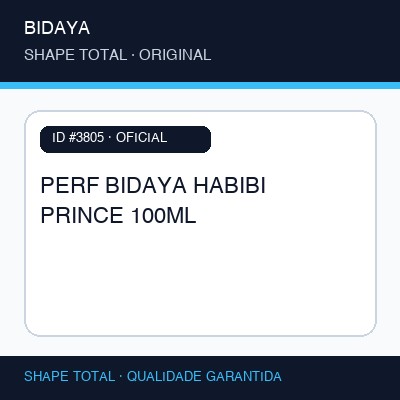 BIDAYA
SHAPE TOTAL · ORIGINAL
ID #3805 · OFICIAL
PERF BIDAYA HABIBI
PRINCE 100ML
SHAPE TOTAL · QUALIDADE GARANTIDA